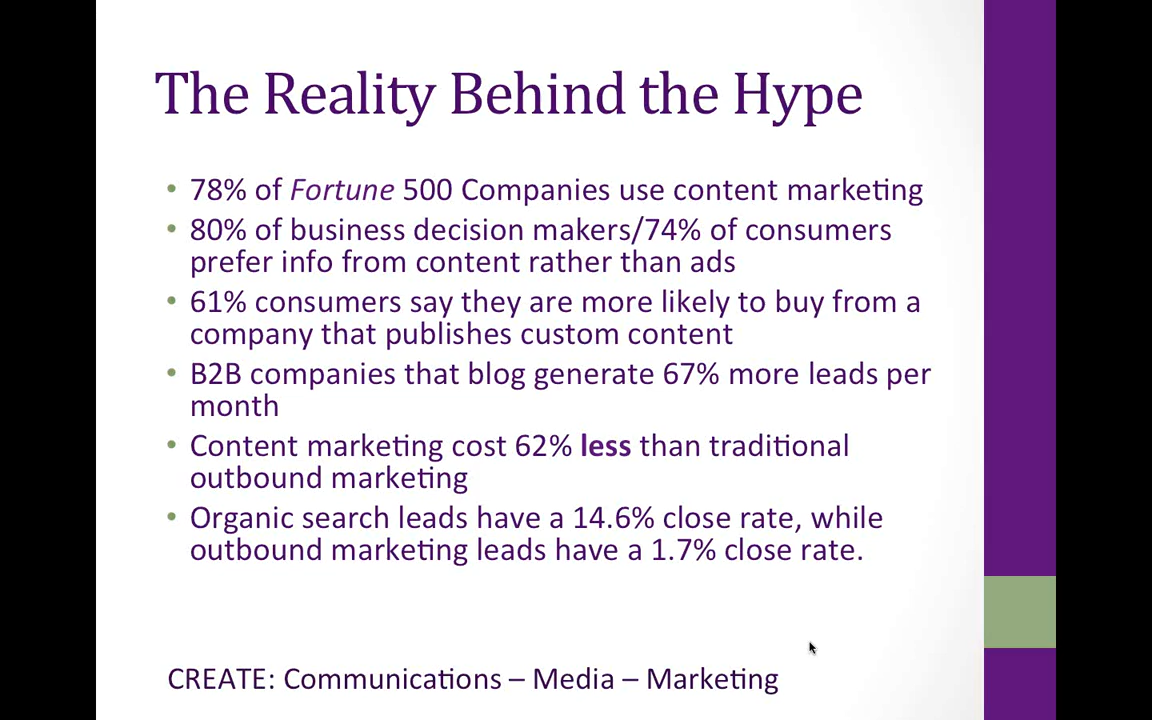 The Reality Behind the Hype
• 78% of Fortune 500 Companies use content marketing
• 80% of business decision makers/74% of consumers
prefer info from content rather than ads
• 61% consumers say they are more likely to buy from a
company that publishes custom content
• B2B companies that blog generate 67% more leads per
month
• Content marketing cost 62% less than traditional
outbound marketing
• Organic search leads have a 14.6% close rate, while
outbound marketing leads have a 1.7% close rate.
CREATE: Communications – Media – Marketing